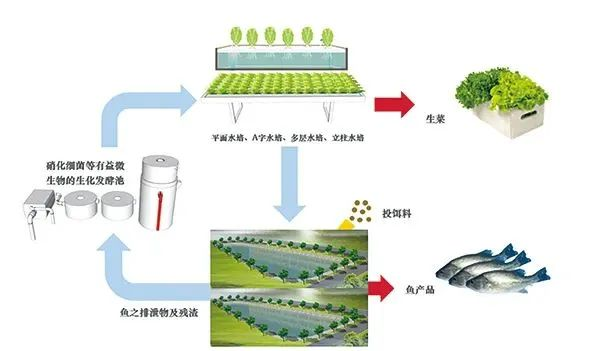 平面水培、A字水培、多层水培、立柱水培
生菜
硝化细菌等有益微
生物的生化发酵池
投饵料
鱼产品
鱼之排泄物及残渣